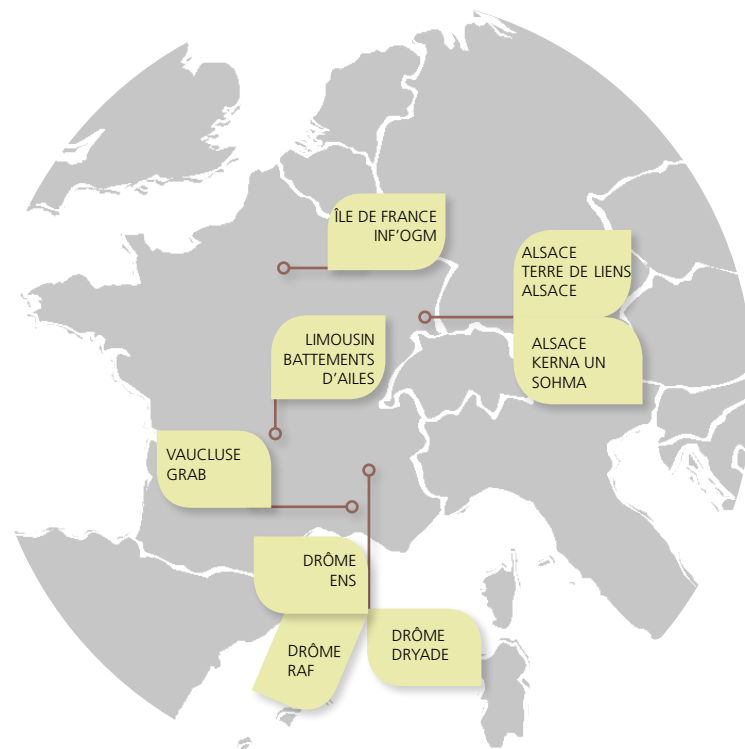 ÎLE DE FRANCE
INF'OGM
ALSACE
TERRE DE LIENS
ALSACE
LIMOUSIN
BATTEMENTS
D'AILES
ALSACE
KERNA UN
SOHMA
VAUCLUSE
GRAB
DRÔME
ENS
DRÔME
RAF
DRÔME
DRYADE